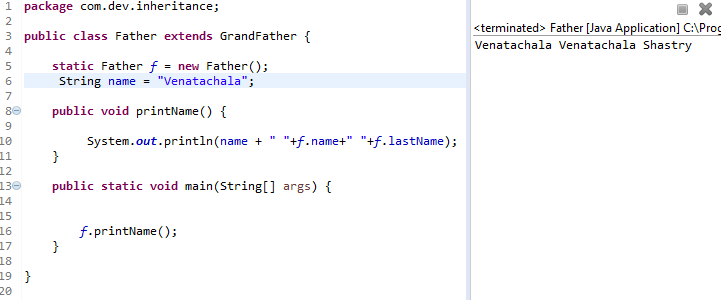 1 package com.dev.inheritance;
2
3 public class Father extends GrandFather {
4
5 static Father f = new Father();
6 String name = "Venatachala";
7
8 public void printName() {
9
10 System.out.println(name + " "+f.name+" "+f.lastName);
11 }
12
13 public static void main(String[] args) {
14
15
16 f.printName();
17 }
18
19 }
20
<terminated> Father [Java Application] C:\Prog
Venatachala Venatachala Shastry